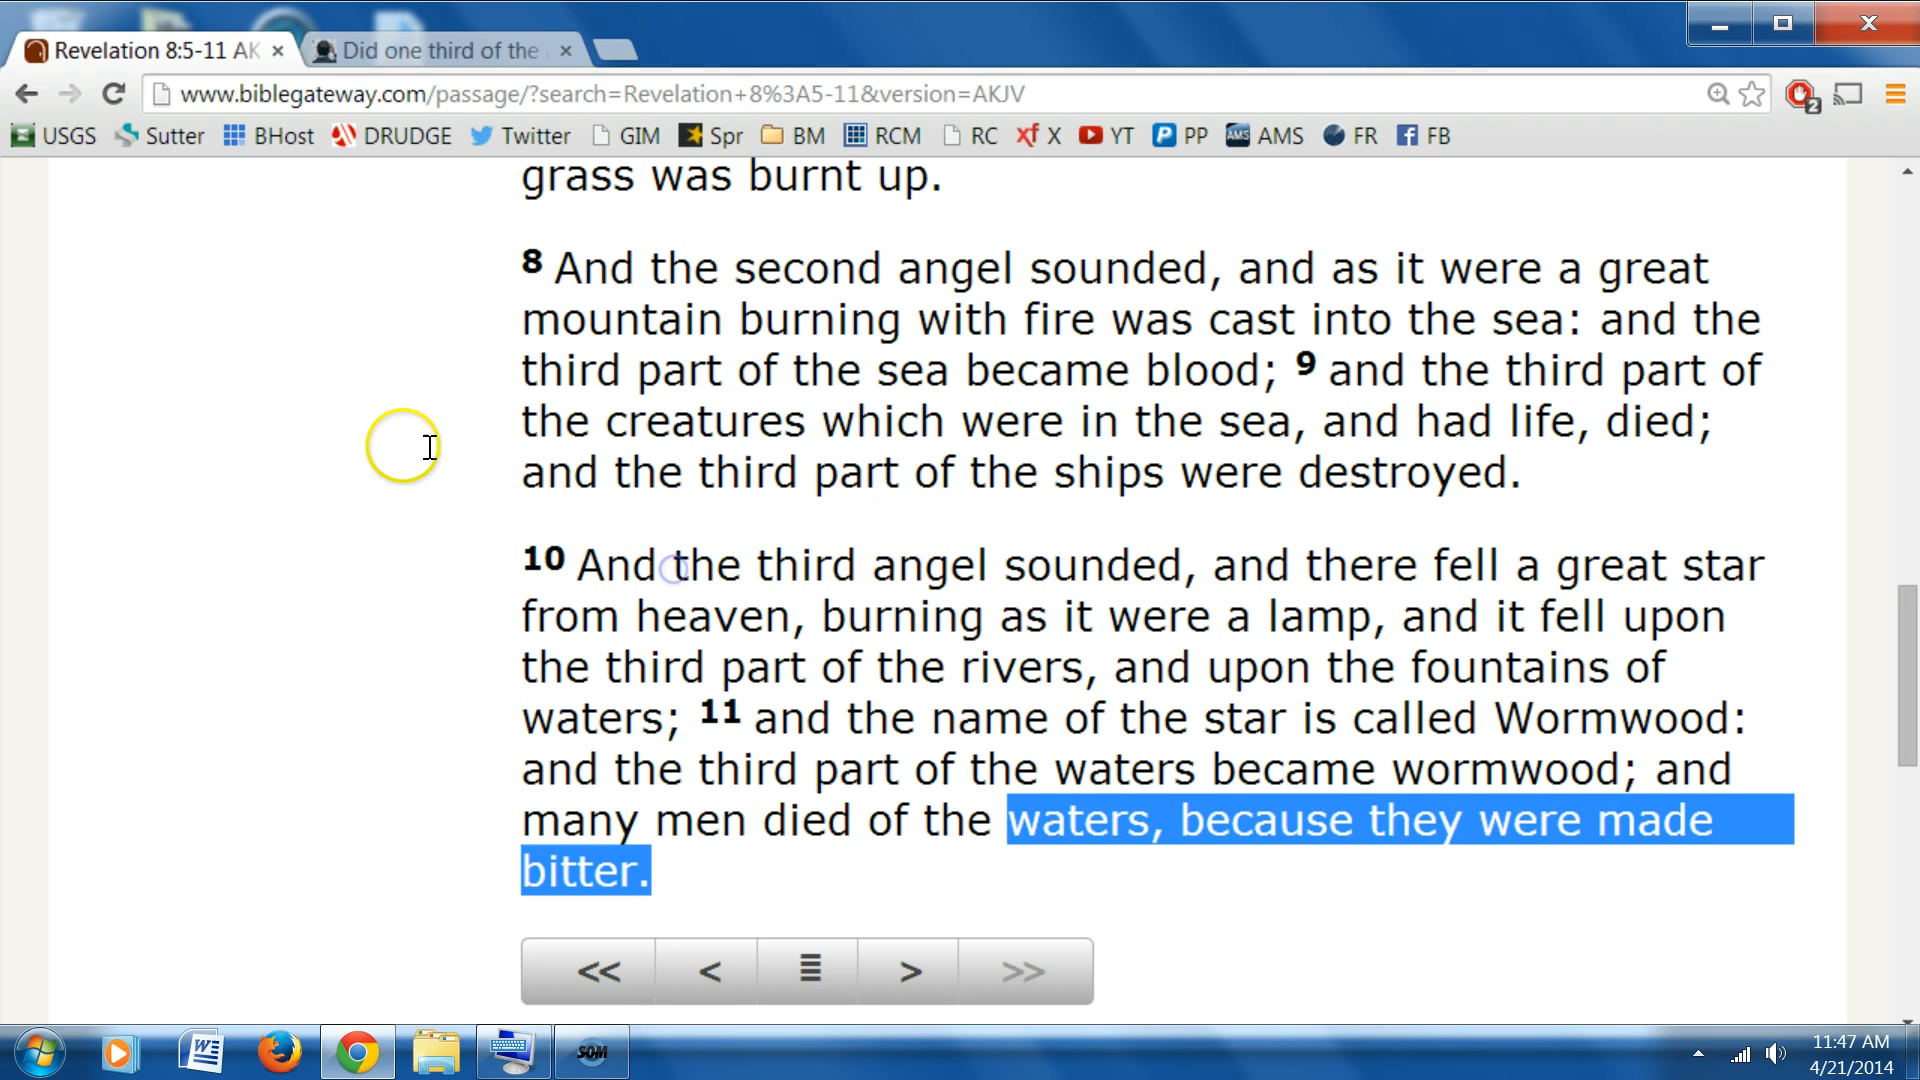 Revelation 8:5-11 AK
Did one third of the
www.biblegateway.com/passage/?search=Revelation+8%3A5-11&version=AKJV
2
USGS Sutter BHost DRUDGE Twitter GIM Spr BM RCM RC xf X YT P PP AMS AMS FR f FB
grass was burnt up.
8 And the second angel sounded, and as it were a great
mountain burning with fire was cast into the sea: and the
third part of the sea became blood; 9 and the third part of
the creatures which were in the sea, and had life, died;
and the third part of the ships were destroyed.
10 And the third angel sounded, and there fell a great star
from heaven, burning as it were a lamp, and it fell upon
the third part of the rivers, and upon the fountains of
waters; 11 and the name of the star is called Wormwood:
and the third part of the waters became wormwood; and
many men died of the waters, because they were made
bitter.
<< < > >>
W SOM
11:47 AM
4/21/2014